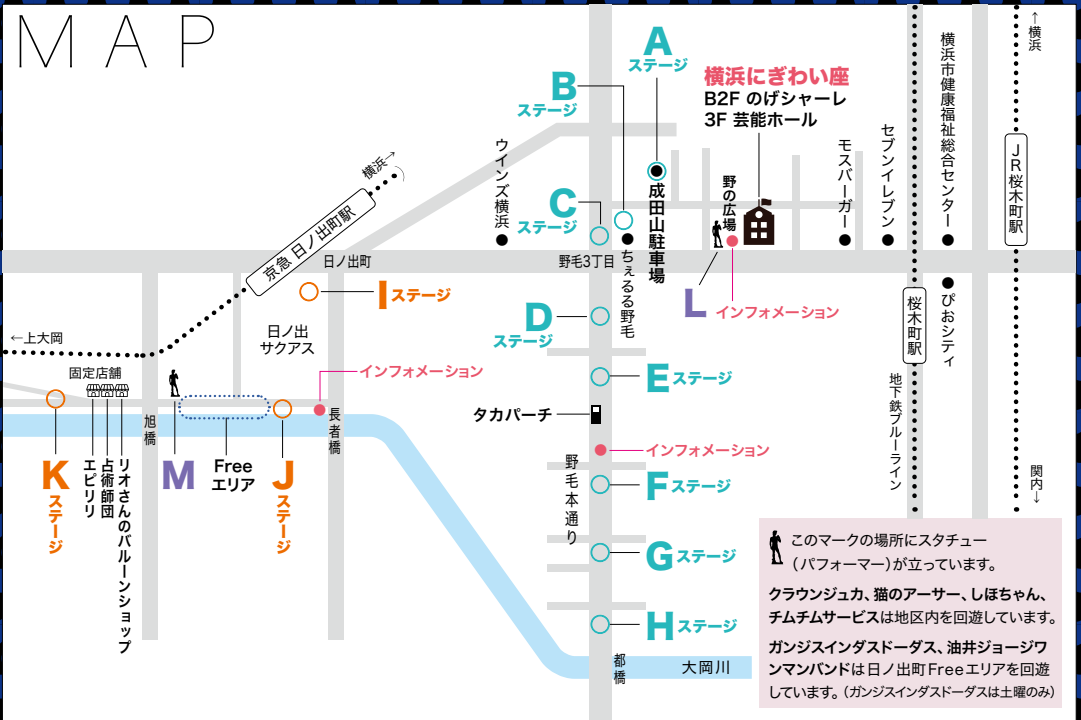 MAP
A
ステージ
B
ステージ
横浜にぎわい座
B2F のげシャーレ
3F 芸能ホール
←横浜
横浜市健康福祉総合センター
セブンイレブン
モスバーガー
JR桜木町駅
ウインズ横浜
横浜→
京急 日ノ出町駅
C
ステージ
成田山駐車場
野の広場
日ノ出町
野毛3丁目
ちぇるる野毛
L
インフォメーション
桜木町駅
ぴおシティ
I ステージ
D
ステージ
←上大岡
日ノ出
サクアス
固定店舗
インフォメーション
E ステージ
地下鉄ブルーライン
タカパーチ
旭橋
長者橋
K
ステージ
エピリリ
占術師団
リオさんのバルーンショップ
M
Free
エリア
J
ステージ
インフォメーション
野毛本通り
F ステージ
関内→
G ステージ
H ステージ
都橋
大岡川
このマークの場所にスタチュー
（パフォーマー）が立っています。
クラウンジュカ、猫のアーサー、しほちゃん、
チムチムサービスは地区内を回遊しています。
ガンジスインダスドーダス、油井ジョージワ
ンマンバンドは日ノ出町Freeエリアを回遊
しています。（ガンジスインダスドーダスは土曜のみ）